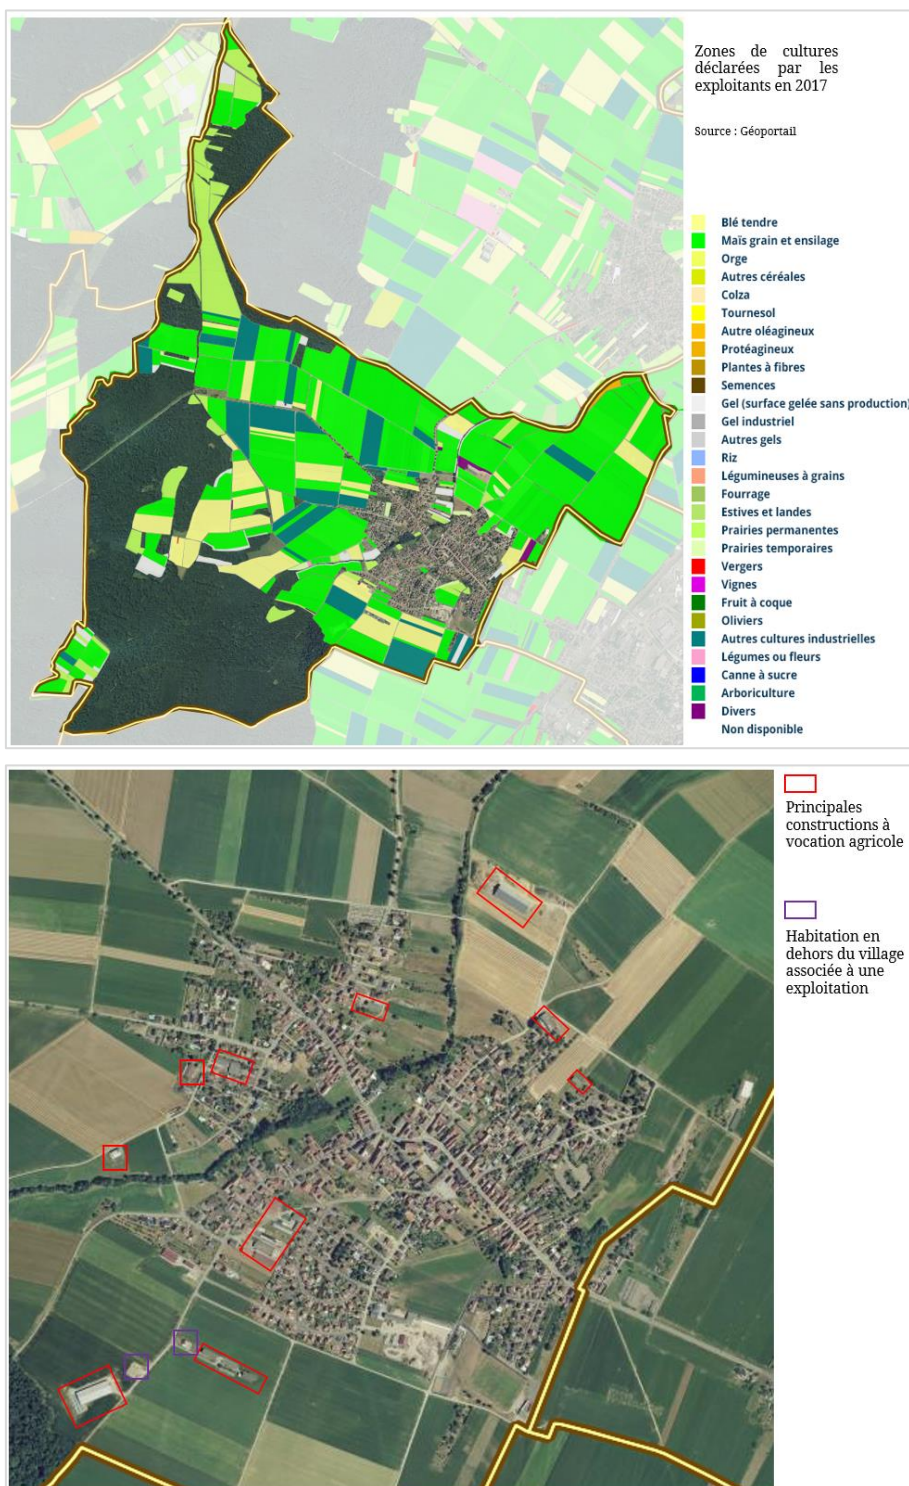 Zones de cultures
déclarées par les
exploitants en 2017
Source : Géoportail
Blé tendre
Maïs grain et ensilage
Orge
Autres céréales
Colza
Tournesol
Autre oléagineux
Protéagineux
Plantes à fibres
Semences
Gel (surface gelée sans production)
Gel industriel
Autres gels
Riz
Légumineuses à grains
Fourrage
Estives et landes
Prairies permanentes
Prairies temporaires
Vergers
Vignes
Fruit à coque
Oliviers
Autres cultures industrielles
Légumes ou fleurs
Canne à sucre
Arboriculture
Divers
Non disponible
Principales
constructions à
vocation agricole
Habitation en
dehors du village
associée à une
exploitation